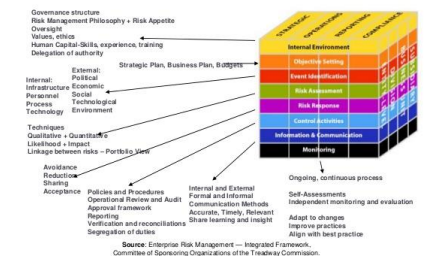 Governance structure
Risk Management Philosophy + Risk Appetite
Oversight
Values, ethics
Human Capital-Skills, experience, training
Delegation of authority
STRATEGIC
OPERATIONS
REPORTING
COMPLIANCE
Internal Environment
Strategic Plan, Business Plan, Budgets
Objective Setting
Internal:
Infrastructure
Personnel
Process
Technology
External:
Political
Economic
Social
Technological
Environment
Event Identification
Risk Assessment
Risk Response
Control Activities
Information & Communication
Monitoring
Techniques
Qualitative + Quantitative
Likelihood + Impact
Linkage between risks – Portfolio View
Avoidance
Reduction
Sharing
Acceptance
Policies and Procedures
Operational Review and Audit
Approval framework
Reporting
Verification and reconciliations
Segregation of duties
Internal and External
Formal and Informal
Communication Methods
Accurate, Timely, Relevant
Share learning and insight
Ongoing, continuous process
Self-Assessments
Independent monitoring and evaluation
Adapt to changes
Improve practices
Align with best practice
Source: Enterprise Risk Management — Integrated Framework,
Committee of Sponsoring Organizations of the Treadway Commission.